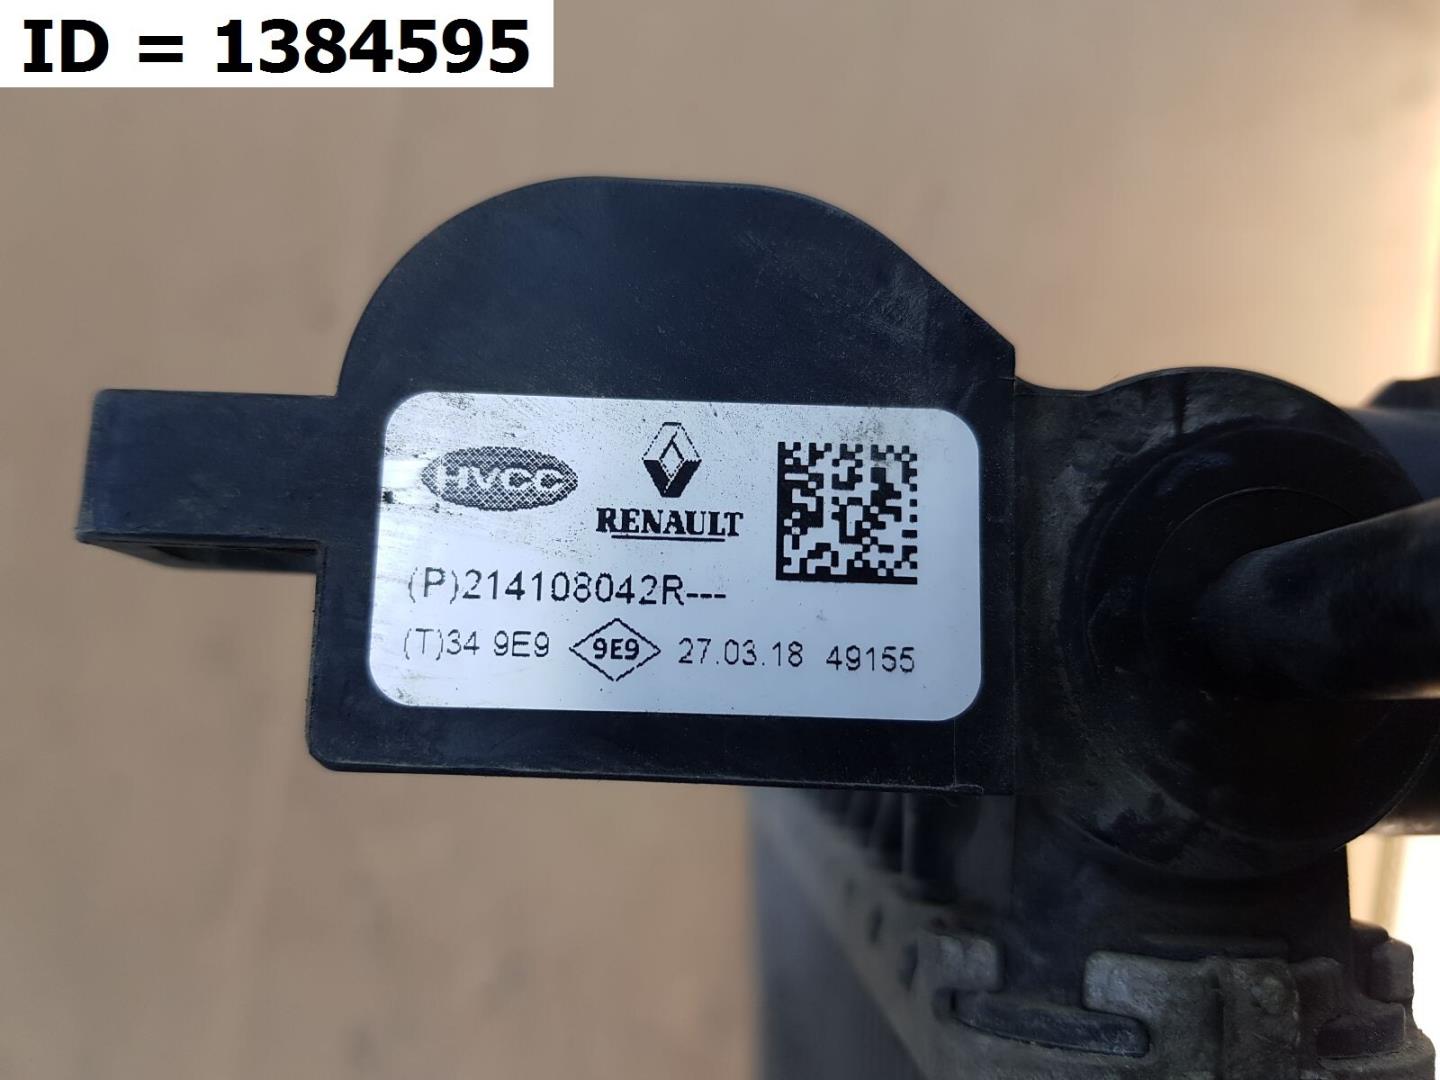 ID = 1384595
HVCC
RENAULT
(P)214108042R---
(T)34 9E9 9E9 27.03.18 49155